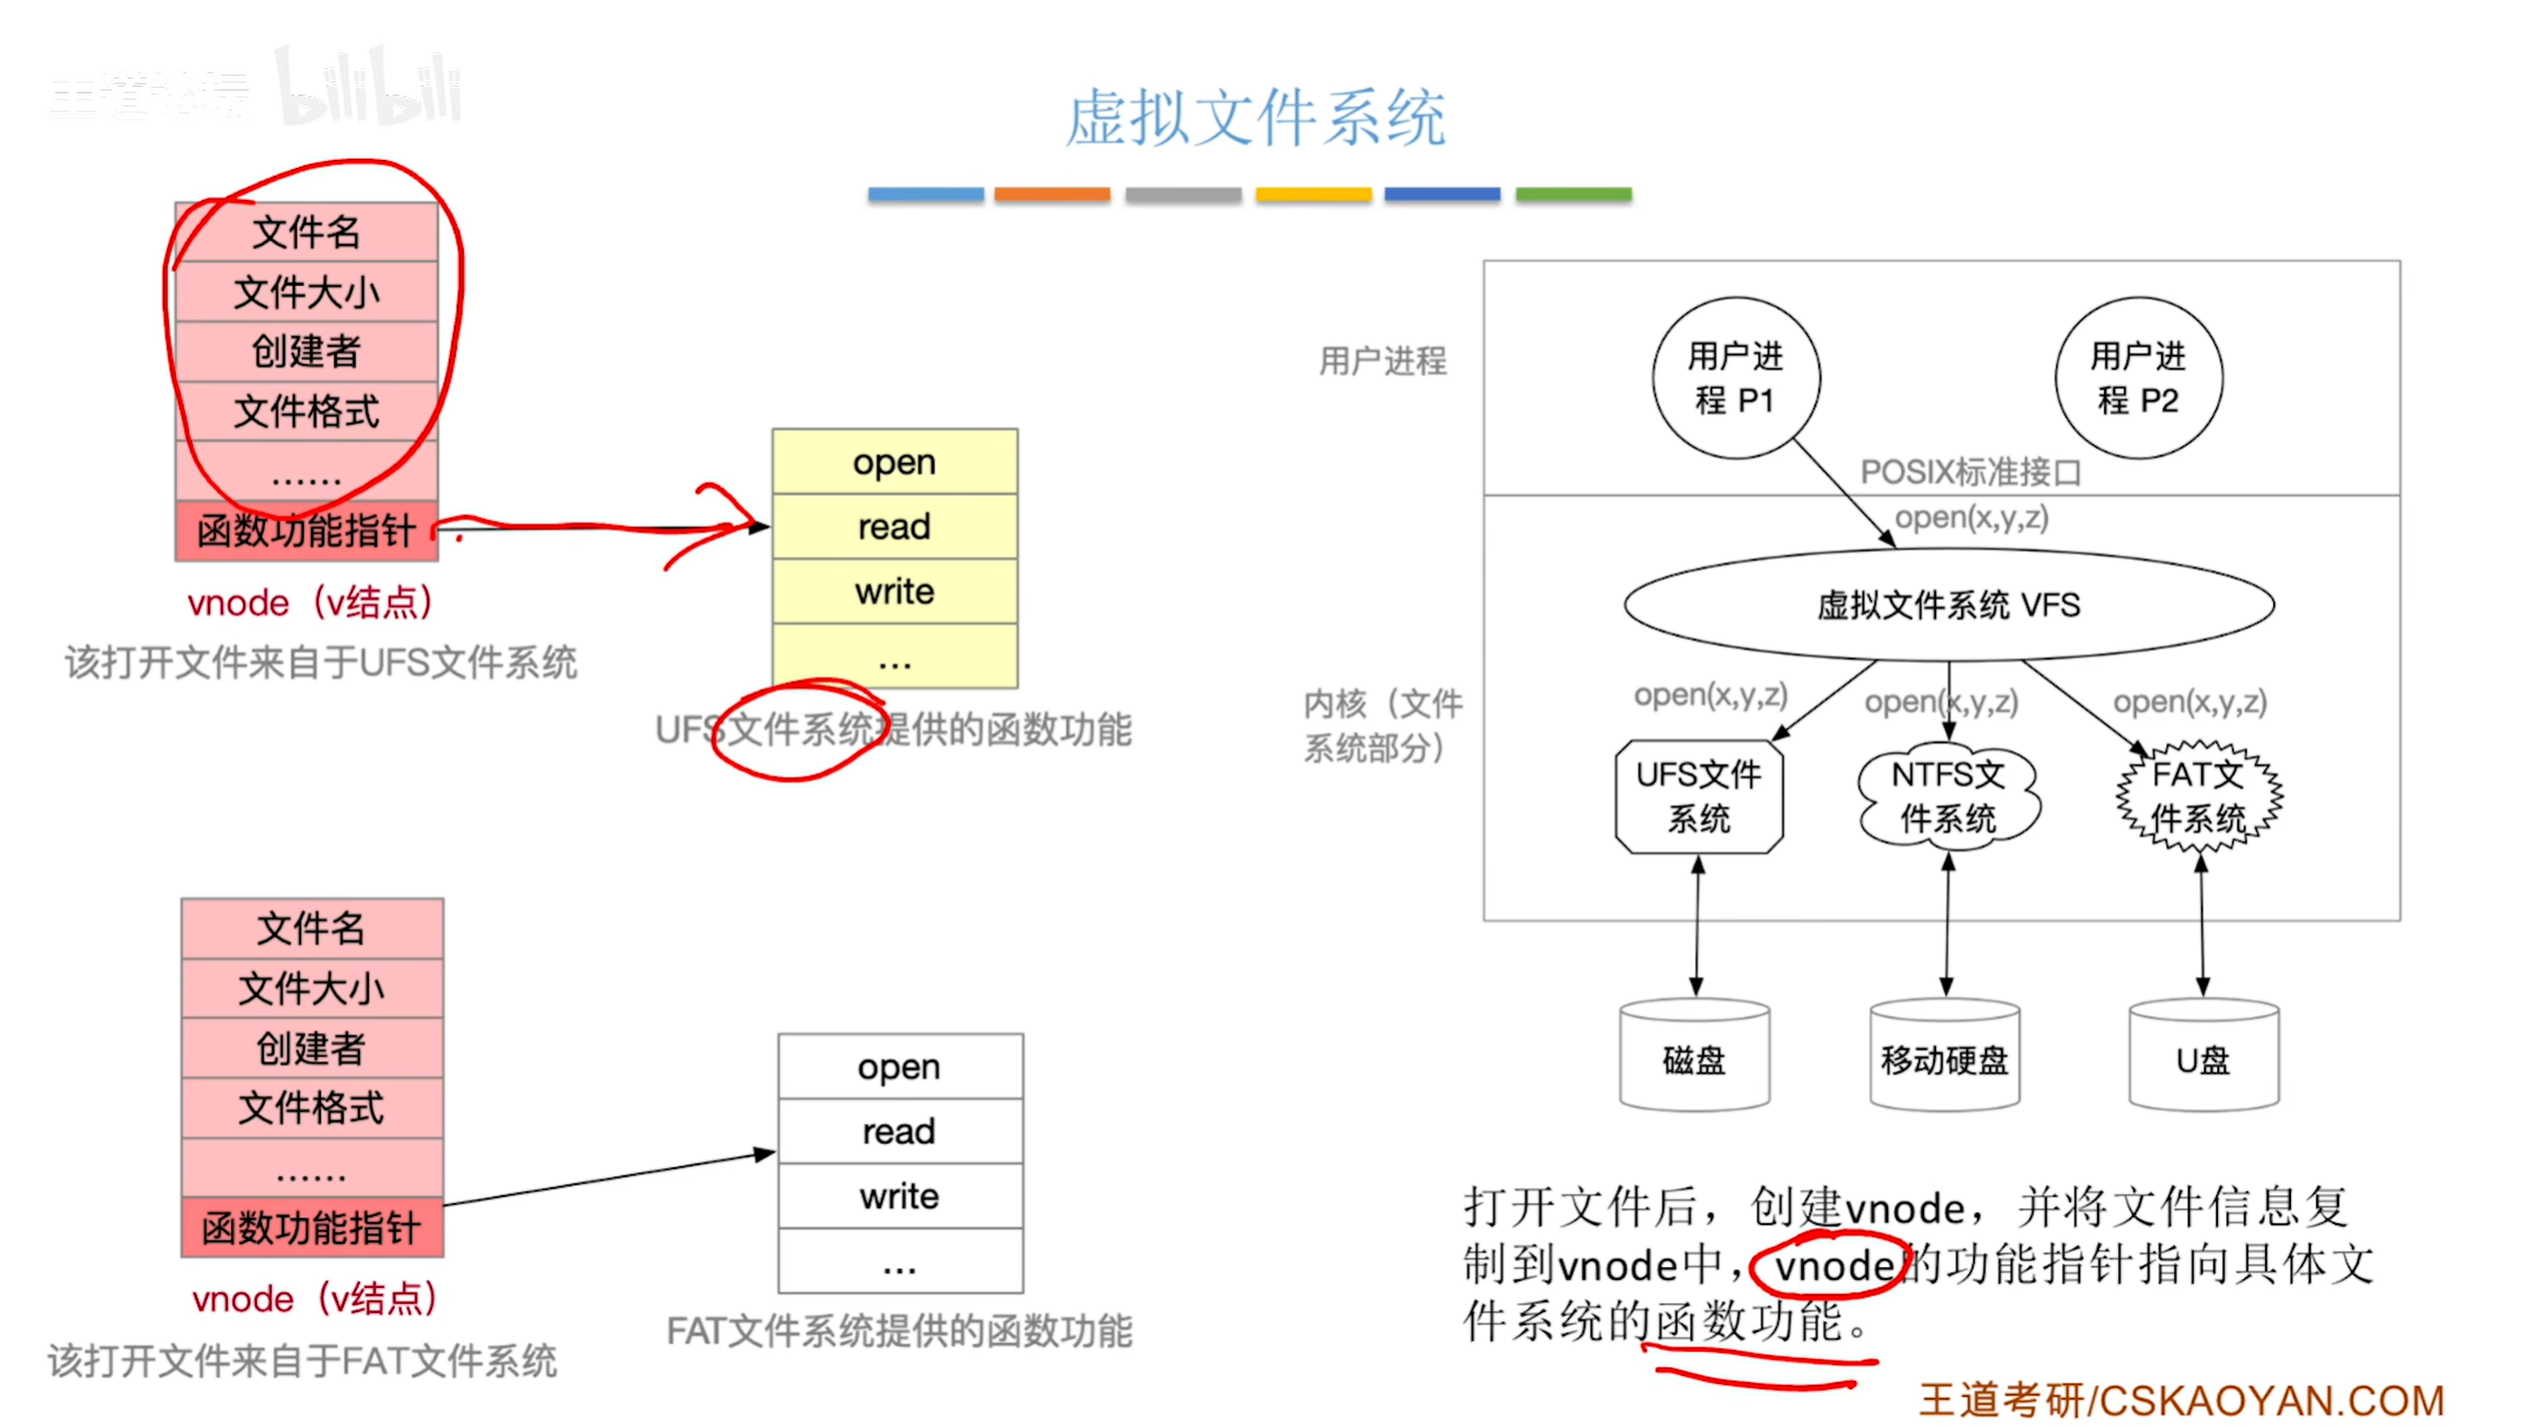 王道论坛 bilibili
虚拟文件系统
文件名
文件大小
创建者
文件格式
……
函数功能指针
vnode（v结点）
该打开文件来自于UFS文件系统
open
read
write
...
UFS文件系统提供的函数功能
文件名
文件大小
创建者
文件格式
……
函数功能指针
vnode（v结点）
该打开文件来自于FAT文件系统
open
read
write
...
FAT文件系统提供的函数功能
用户进程
用户进
程 P1
用户进
程 P2
POSIX标准接口
open(x,y,z)
虚拟文件系统 VFS
内核（文件
系统部分）
open(x,y,z)
open(x,y,z)
open(x,y,z)
UFS文件
系统
NTFS文
件系统
FAT文
件系统
磁盘
移动硬盘
U盘
打开文件后，创建vnode，并将文件信息复
制到vnode中，vnode的功能指针指向具体文
件系统的函数功能。
王道考研/CSKAOYAN.COM